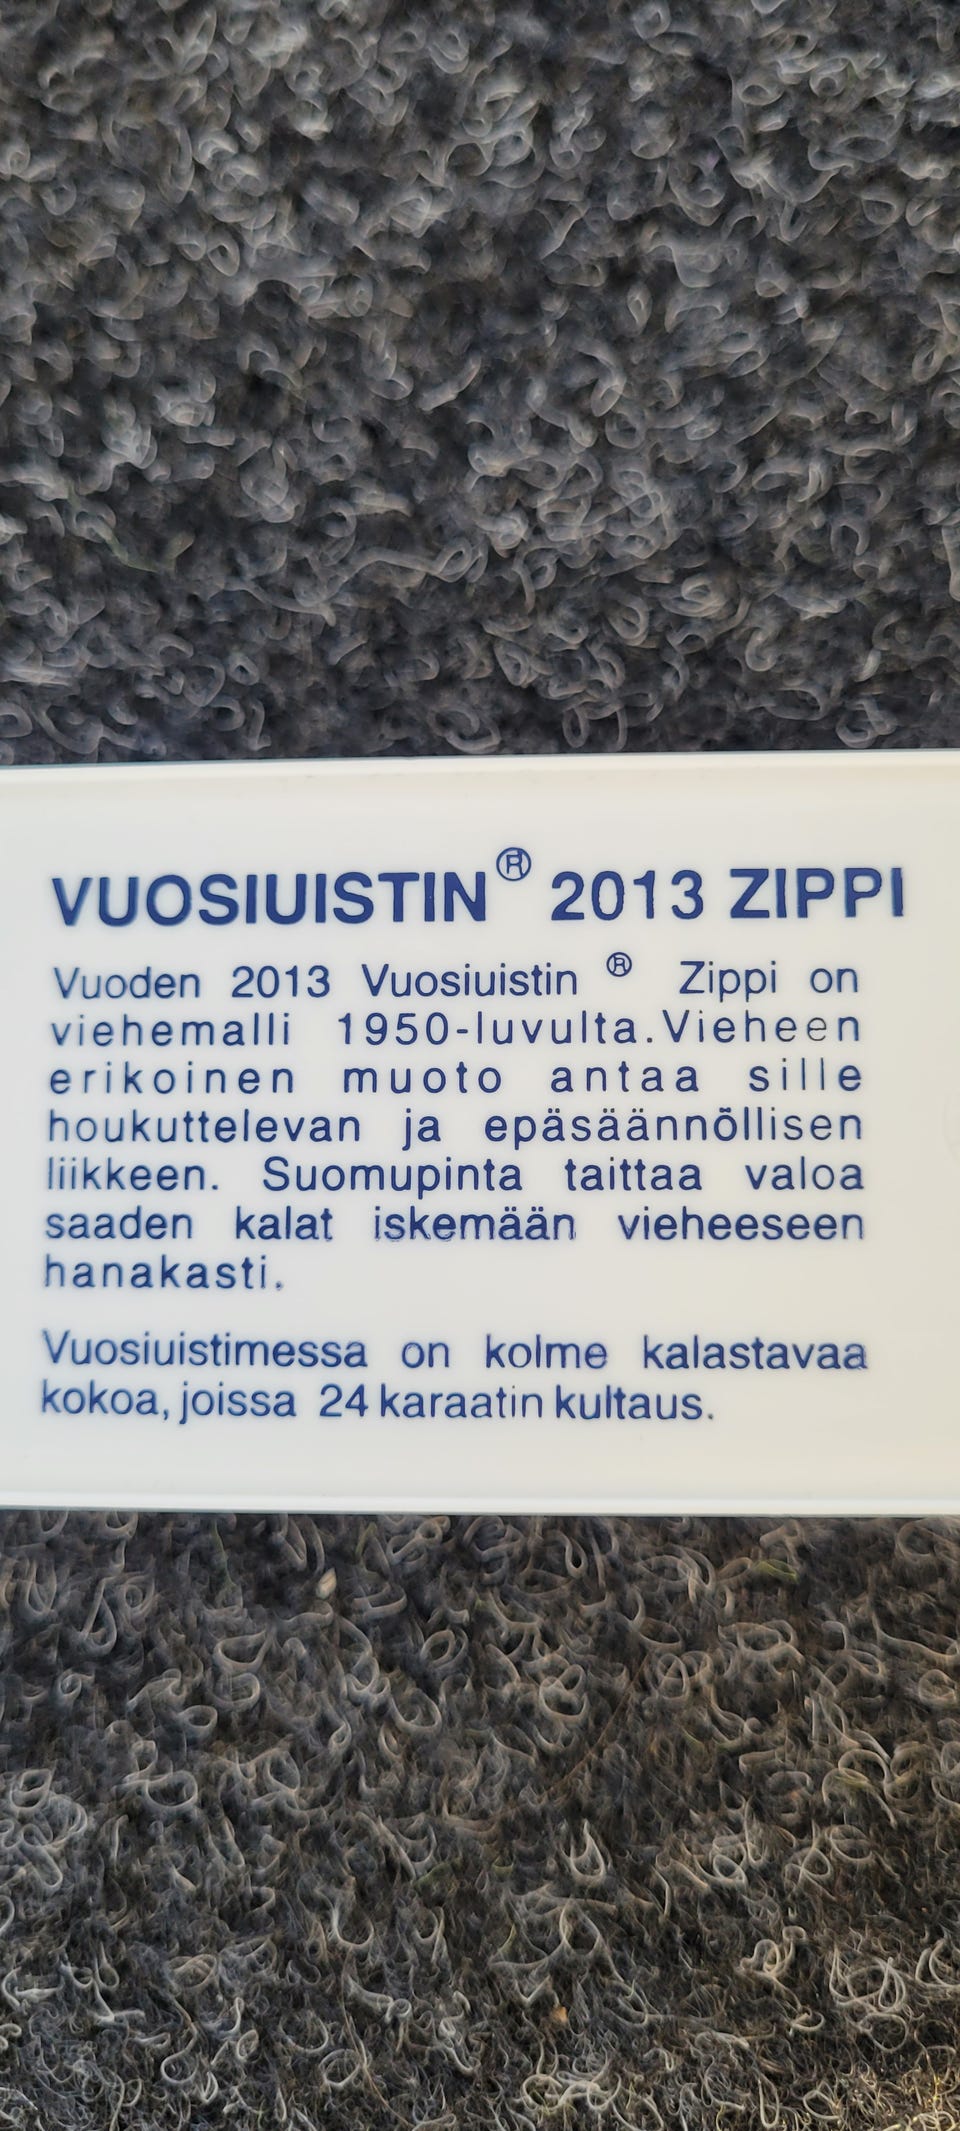 VUOSIUISTIN® 2013 ZIPPI
Vuoden 2013 Vuosiuistin ® Zippi on
viehemalli 1950-luvulta.Vieheen
erikoinen muoto antaa sille
houkuttelevan ja epäsäännõllisen
liikkeen. Suomupinta taittaa valoa
saaden kalat iskemään vieheeseen
hanakasti.
Vuosiuistimessa on kolme kalastavaa
kokoa, joissa 24 karaatin kultaus.